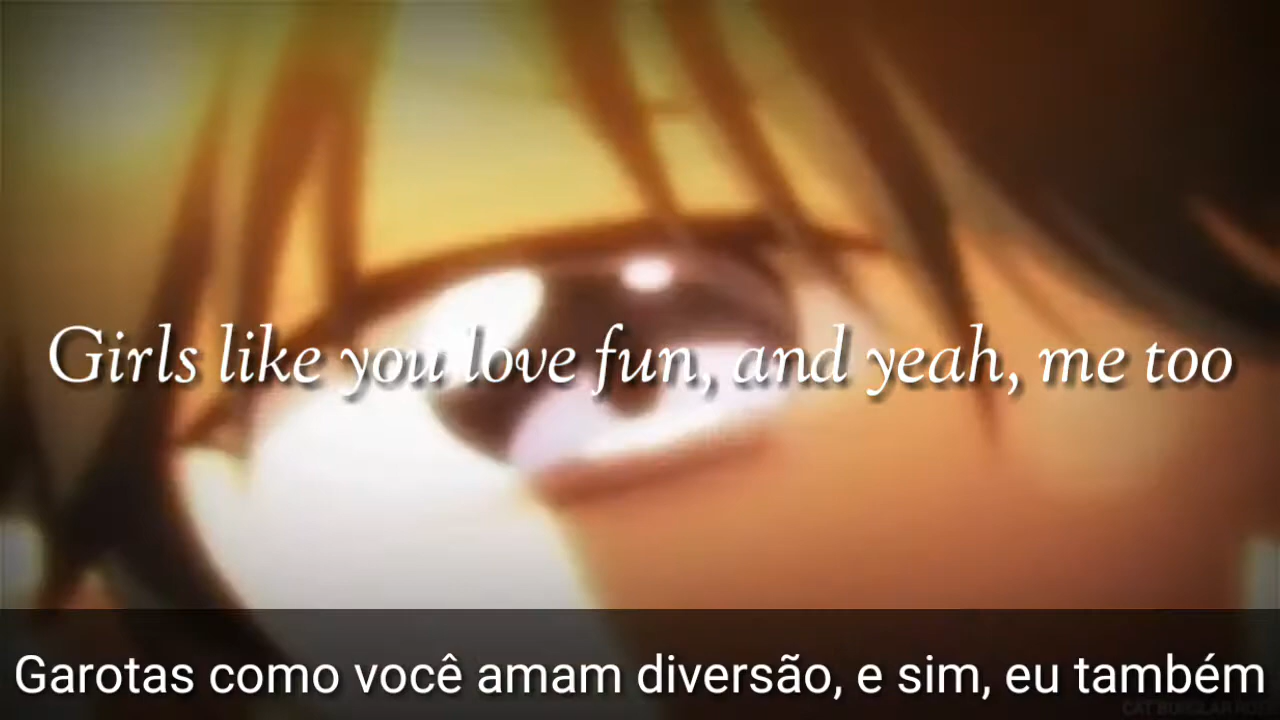 Girls like you love fun, and yeah, me too
Garotas como você amam diversão, e sim, eu também